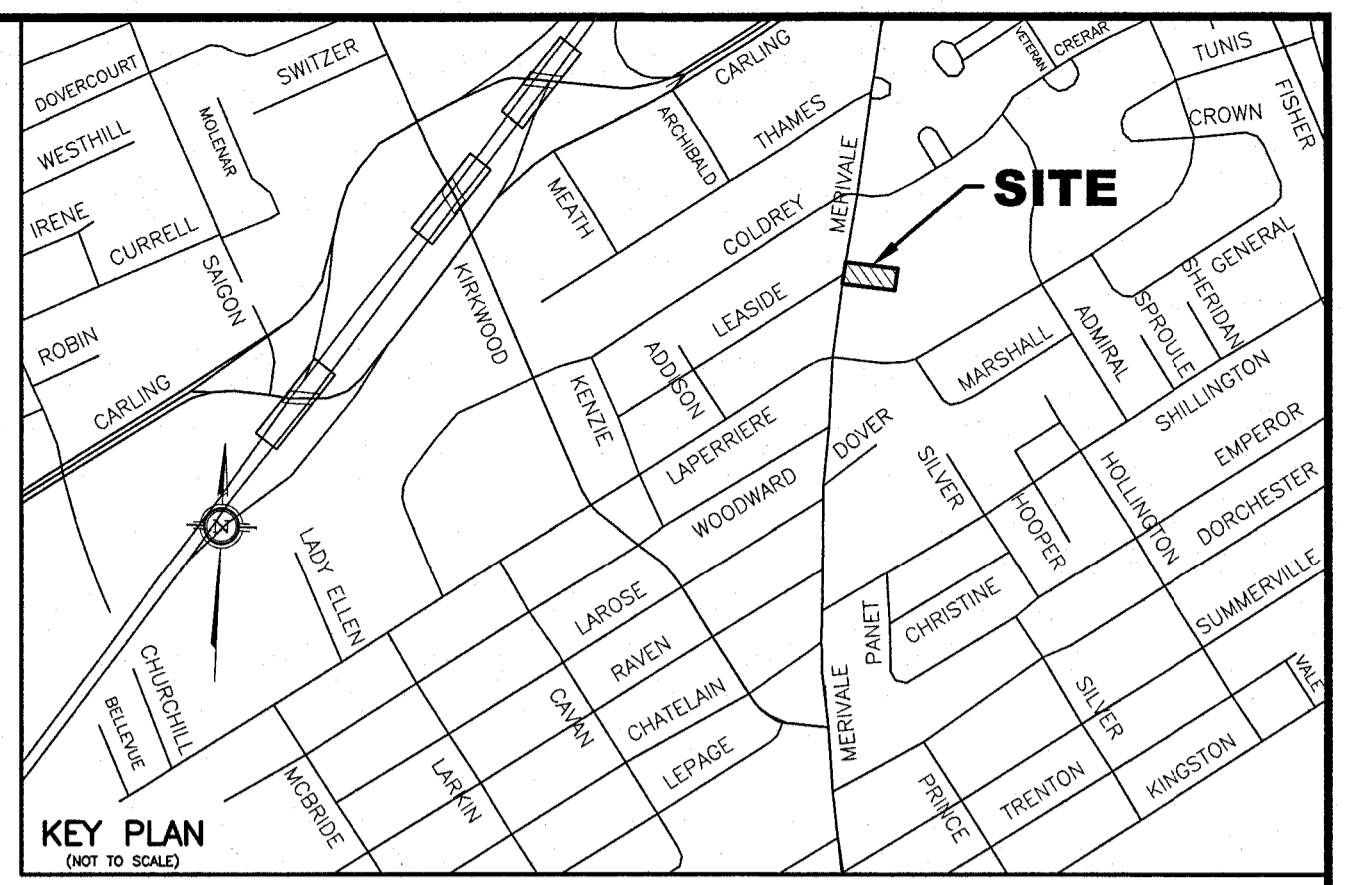 DOVERCOURT
SWITZER
WESTHILL
MOLENAR
IRENE
CURRELL
SAIGON
ROBIN
CARLING
KIRKWOOD
MEATH
ARCHIBALD
CARLING
THAMES
MERIVALE
VETERAN
CRERAR
TUNIS
FISHER
CROWN
SITE
COLDREY
LEASIDE
ADDISON
KENZIE
LAPERRIERE
WOODWARD
DOVER
MARSHALL
ADMIRAL
SPROULE
SHERIDAN
GENERAL
SHILLINGTON
EMPEROR
DORCHESTER
SUMMERVILLE
SILVER
HOOPER
HOLLINGTON
N
LADY ELLEN
LAROSE
RAVEN
CHATELAIN
LEPAGE
CAVAN
LARKIN
MCBRIDE
CHURCHILL
BELLEVUE
PANET
CHRISTINE
MERIVALE
SILVER
VALE
PRINCE
TRENTON
KINGSTON
KEY PLAN
(NOT TO SCALE)